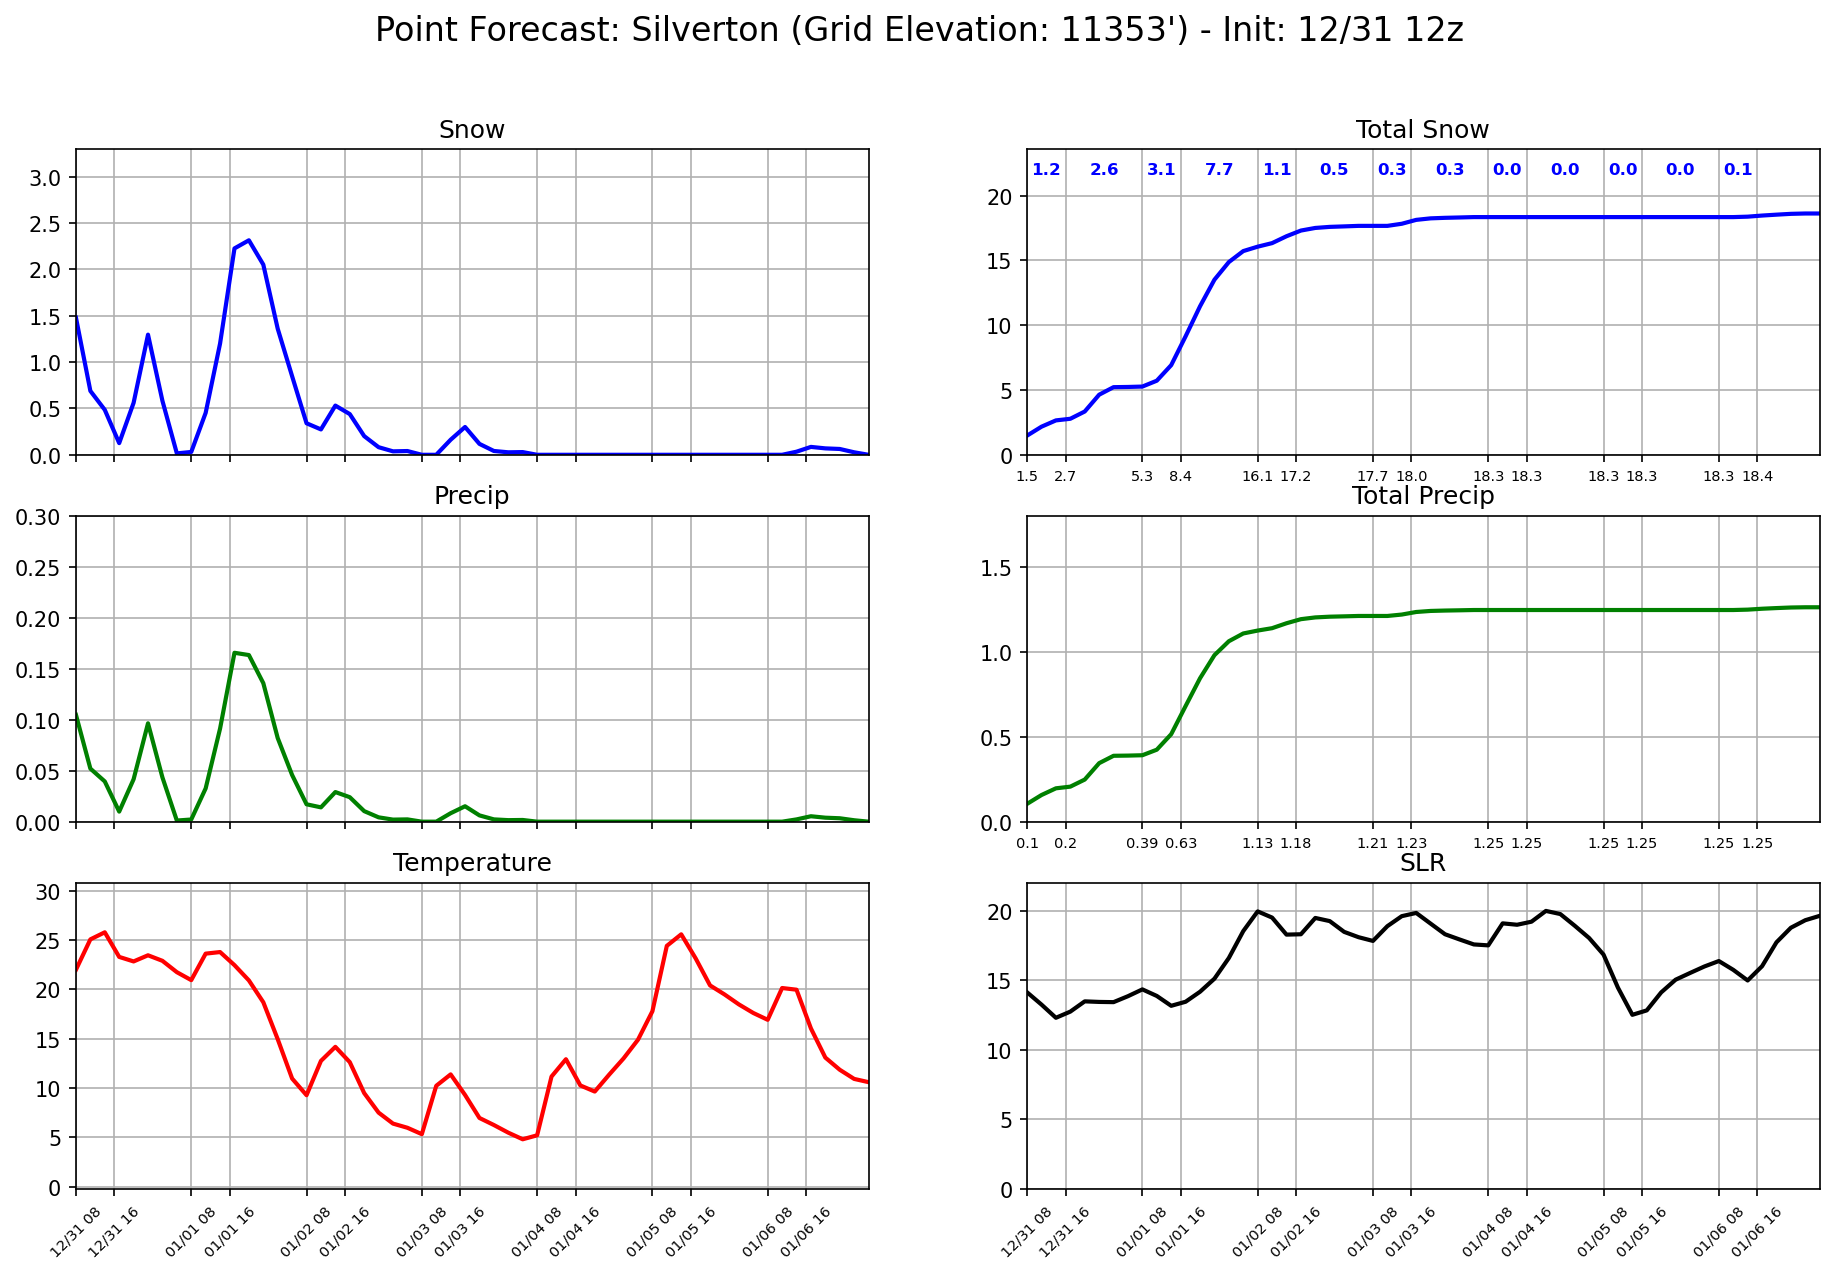 Point Forecast: Silverton (Grid Elevation: 11353') - Init: 12/31 12z
Snow
3.0
2.5
2.0
1.5
1.0
0.5
0.0
Total Snow
1.2 2.6 3.1 7.7 1.1 0.5 0.3 0.3 0.0 0.0 0.0 0.0 0.1
20
15
10
5
0
1.5 2.7 5.3 8.4 16.1 17.2 17.7 18.0 18.3 18.3 18.3 18.3 18.3 18.4
Precip
0.30
0.25
0.20
0.15
0.10
0.05
0.00
Total Precip
1.5
1.0
0.5
0.0
0.1 0.2 0.39 0.63 1.13 1.18 1.21 1.23 1.25 1.25 1.25 1.25 1.25 1.25
Temperature
30
25
20
15
10
5
0
12/31 08 12/31 16 01/01 08 01/01 16 01/02 08 01/02 16 01/03 08 01/03 16 01/04 08 01/04 16 01/05 08 01/05 16 01/06 08 01/06 16
SLR
20
15
10
5
0
12/31 08 12/31 16 01/01 08 01/01 16 01/02 08 01/02 16 01/03 08 01/03 16 01/04 08 01/04 16 01/05 08 01/05 16 01/06 08 01/06 16